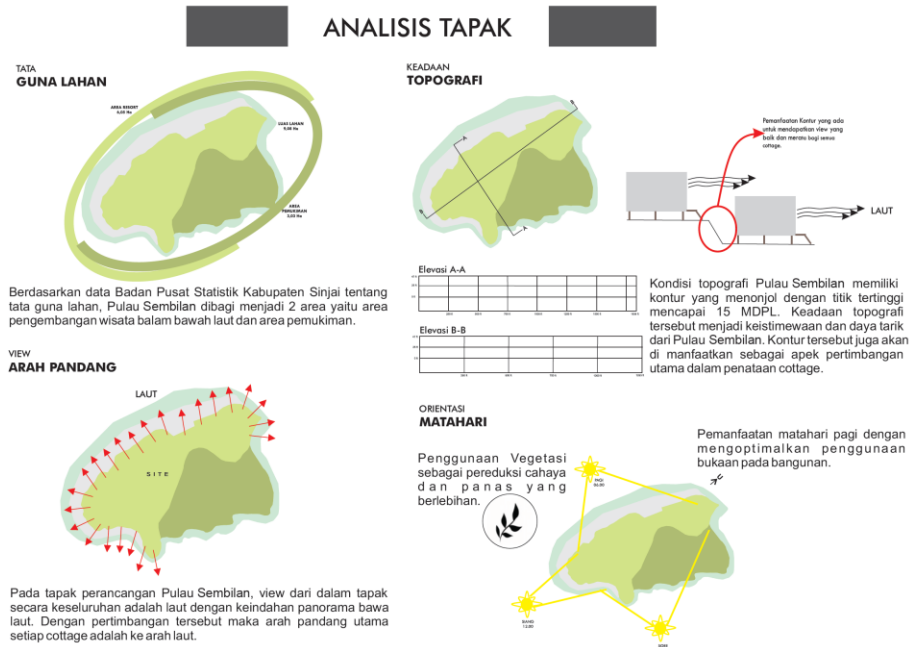 ANALISIS TAPAK
TATA
GUNA LAHAN
AREA RESORT
LUAS LAHAN
AREA
PEMUKIMAN
Berdasarkan data Badan Pusat Statistik Kabupaten Sinjai tentang
tata guna lahan, Pulau Sembilan dibagi menjadi 2 area yaitu area
pengembangan wisata balam bawah laut dan area pemukiman.
VIEW
ARAH PANDANG
LAUT
SITE
Pada tapak perancangan Pulau Sembilan, view dari dalam tapak
secara keseluruhan adalah laut dengan keindahan panorama bawa
laut. Dengan pertimbangan tersebut maka arah pandang utama
setiap cottage adalah ke arah laut.
KEADAAN
TOPOGRAFI
A
B
B
A
Pemanfaatan Kontur yang ada
untuk mendapatkan view yang
baik dan merata bagi semua
cottage.
LAUT
Elevasi A-A
Elevasi B-B
Kondisi topografi Pulau Sembilan memiliki
kontur yang menonjol dengan titik tertinggi
mencapai 15 MDPL. Keadaan topografi
tersebut menjadi keistimewaan dan daya tarik
dari Pulau Sembilan. Kontur tersebut juga akan
di manfaatkan sebagai apek pertimbangan
utama dalam penataan cottage.
ORIENTASI
MATAHARI
Penggunaan Vegetasi
sebagai pereduksi cahaya
dan panas yang
berlebihan.
Pemanfaatan matahari pagi dengan
mengoptimalkan penggunaan
bukaan pada bangunan.
PAGI
06.00
SIANG
12.00
SORE